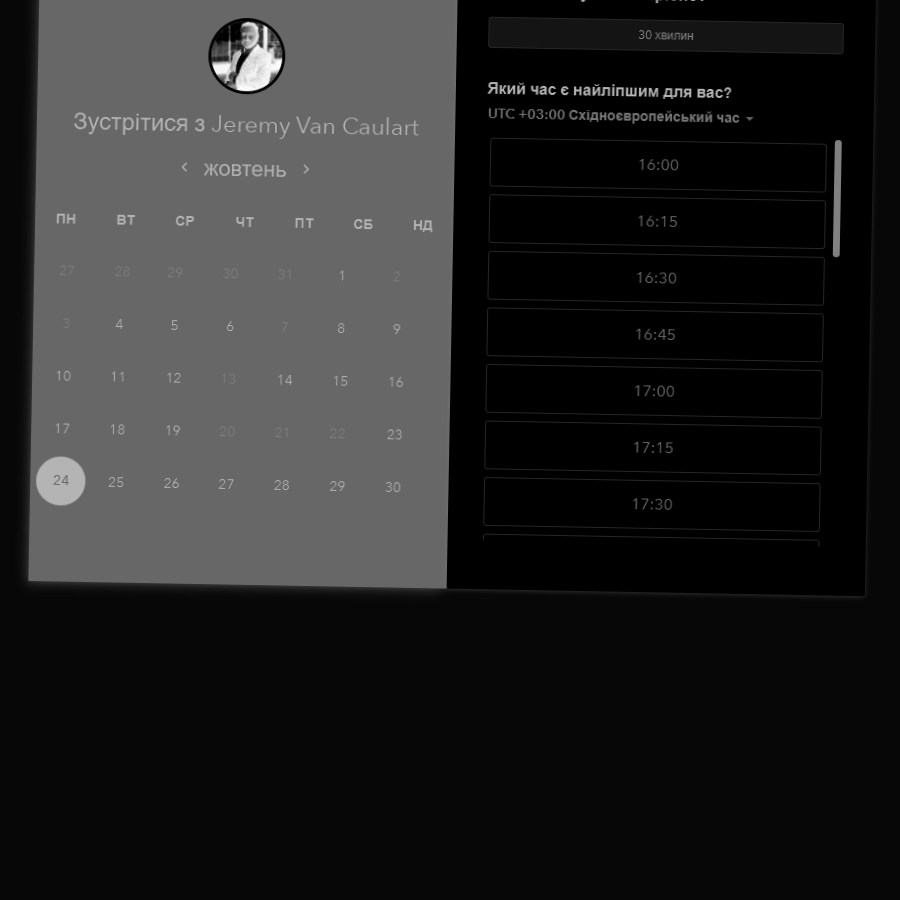 Зустрітися з Jeremy Van Caulart
‹ жовтень ›
ПН ВТ СР ЧТ ПТ СБ НД
27 28 29 30 31 1 2
3 4 5 6 7 8 9
10 11 12 13 14 15 16
17 18 19 20 21 22 23
24 25 26 27 28 29 30
30 хвилин
Який час є найліпшим для вас?
UTC +03:00 Східноєвропейський час
16:00
16:15
16:30
16:45
17:00
17:15
17:30